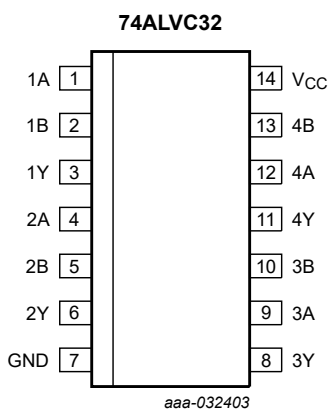 74ALVC32
1A 1 14 VCC
1B 2 13 4B
1Y 3 12 4A
2A 4 11 4Y
2B 5 10 3B
2Y 6 9 3A
GND 7 8 3Y
aaa-032403